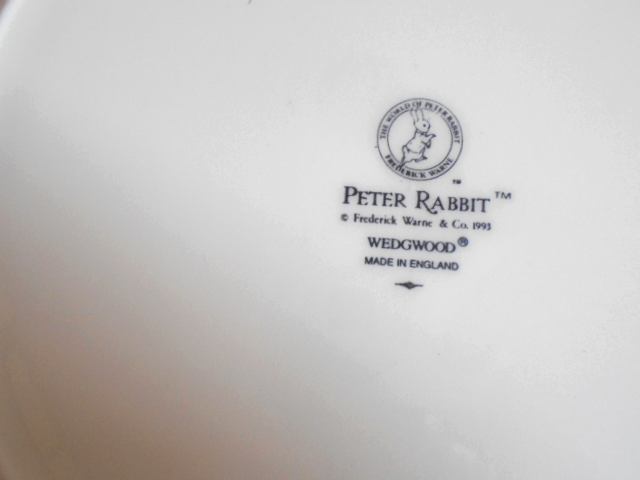 THE WORLD OF PETER RABBIT
FREDERICK WARNE
™
PETER RABBIT™
© Frederick Warne & Co. 1993
WEDGWOOD®
MADE IN ENGLAND